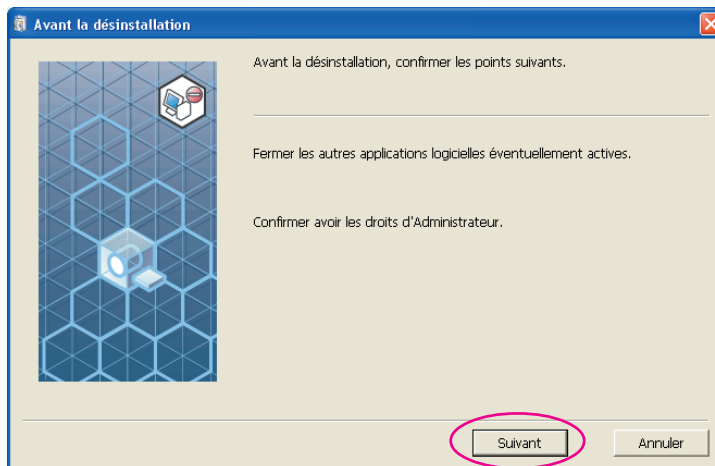 Avant la désinstallation
Avant la désinstallation, confirmer les points suivants.
Fermer les autres applications logicielles éventuellement actives.
Confirmer avoir les droits d'Administrateur.
Suivant
Annuler